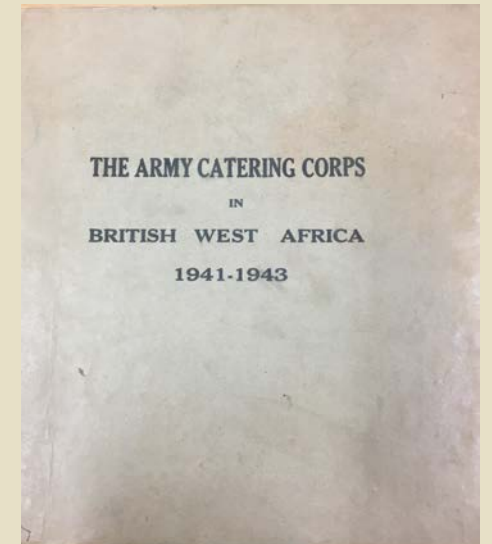 THE ARMY CATERING CORPS
IN
BRITISH WEST AFRICA
1941-1943